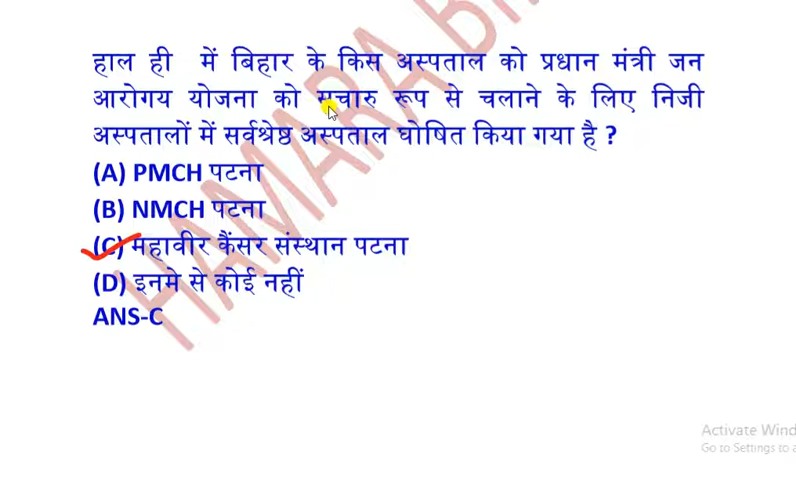 हाल ही में बिहार के किस अस्पताल को प्रधान मंत्री जन
आरोगय योजना को सुचारु रूप से चलाने के लिए निजी
अस्पतालों में सर्वश्रेष्ठ अस्पताल घोषित किया गया है ?
(A) PMCH पटना
(B) NMCH पटना
(C) महावीर कैंसर संस्थान पटना
(D) इनमे से कोई नहीं
ANS-C
HAMARA
Activate Wind
Go to Settings to a